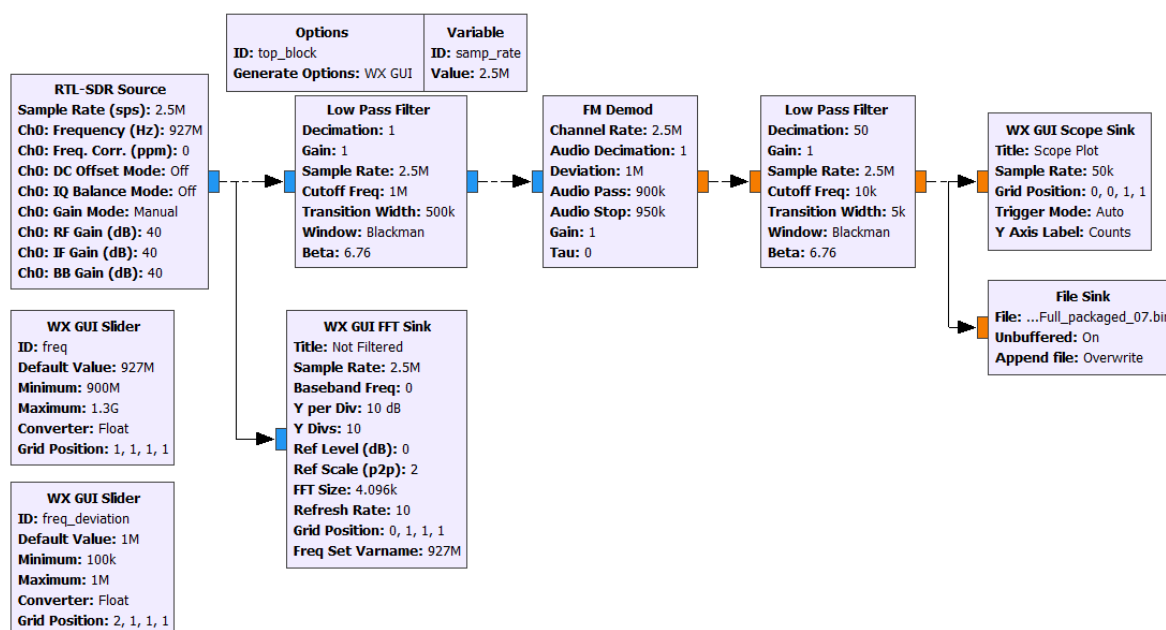 Options
ID: top_block
Generate Options: WX GUI
Variable
ID: samp_rate
Value: 2.5M
RTL-SDR Source
Sample Rate (sps): 2.5M
Ch0: Frequency (Hz): 927M
Ch0: Freq. Corr. (ppm): 0
Ch0: DC Offset Mode: Off
Ch0: IQ Balance Mode: Off
Ch0: Gain Mode: Manual
Ch0: RF Gain (dB): 40
Ch0: IF Gain (dB): 40
Ch0: BB Gain (dB): 40
Low Pass Filter
Decimation: 1
Gain: 1
Sample Rate: 2.5M
Cutoff Freq: 1M
Transition Width: 500k
Window: Blackman
Beta: 6.76
FM Demod
Channel Rate: 2.5M
Audio Decimation: 1
Deviation: 1M
Audio Pass: 900k
Audio Stop: 950k
Gain: 1
Tau: 0
Low Pass Filter
Decimation: 50
Gain: 1
Sample Rate: 2.5M
Cutoff Freq: 10k
Transition Width: 5k
Window: Blackman
Beta: 6.76
WX GUI Scope Sink
Title: Scope Plot
Sample Rate: 50k
Grid Position: 0, 0, 1, 1
Trigger Mode: Auto
Y Axis Label: Counts
File Sink
File: ...Full_packaged_07.bin
Unbuffered: On
Append file: Overwrite
WX GUI Slider
ID: freq
Default Value: 927M
Minimum: 900M
Maximum: 1.3G
Converter: Float
Grid Position: 1, 1, 1, 1
WX GUI FFT Sink
Title: Not Filtered
Sample Rate: 2.5M
Baseband Freq: 0
Y per Div: 10 dB
Y Divs: 10
Ref Level (dB): 0
Ref Scale (p2p): 2
FFT Size: 4.096k
Refresh Rate: 10
Grid Position: 0, 1, 1, 1
Freq Set Varname: 927M
WX GUI Slider
ID: freq_deviation
Default Value: 1M
Minimum: 100k
Maximum: 1M
Converter: Float
Grid Position: 2, 1, 1, 1